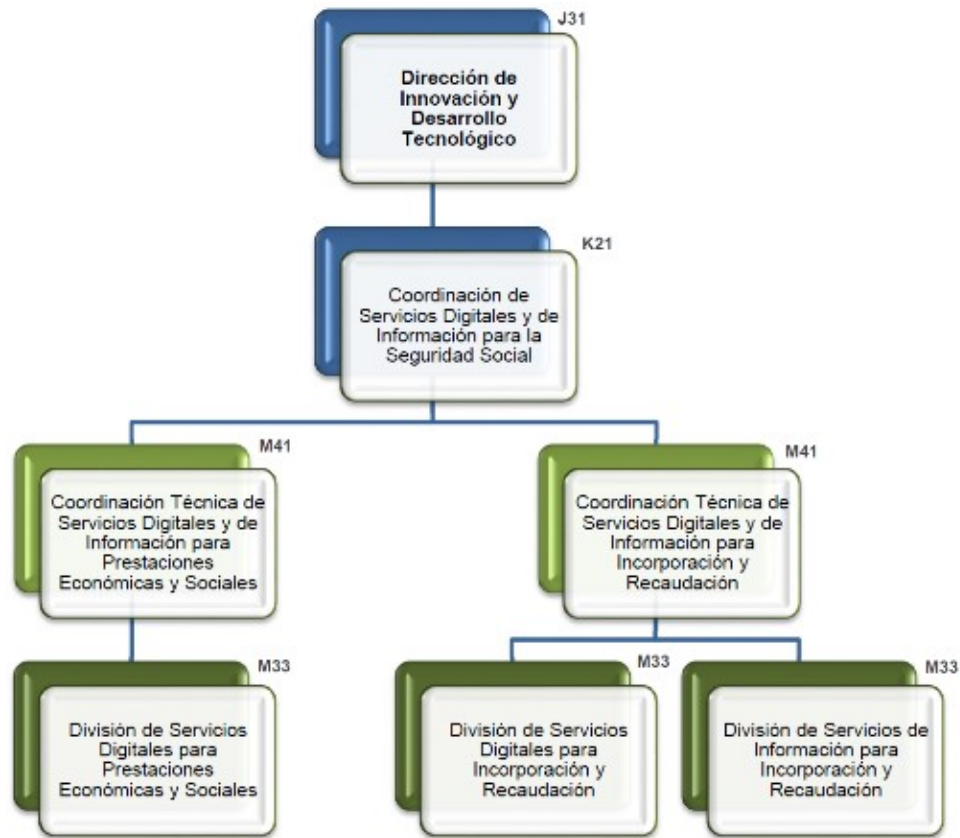 J31
Dirección de
Innovación y
Desarrollo
Tecnológico
K21
Coordinación de
Servicios Digitales y de
Información para la
Seguridad Social
M41
Coordinación Técnica de
Servicios Digitales y de
Información para
Prestaciones
Económicas y Sociales
M41
Coordinación Técnica de
Servicios Digitales y de
Información para
Incorporación y
Recaudación
M33
División de Servicios
Digitales para
Prestaciones
Económicas y Sociales
M33
División de Servicios
Digitales para
Incorporación y
Recaudación
M33
División de Servicios de
Información para
Incorporación y
Recaudación